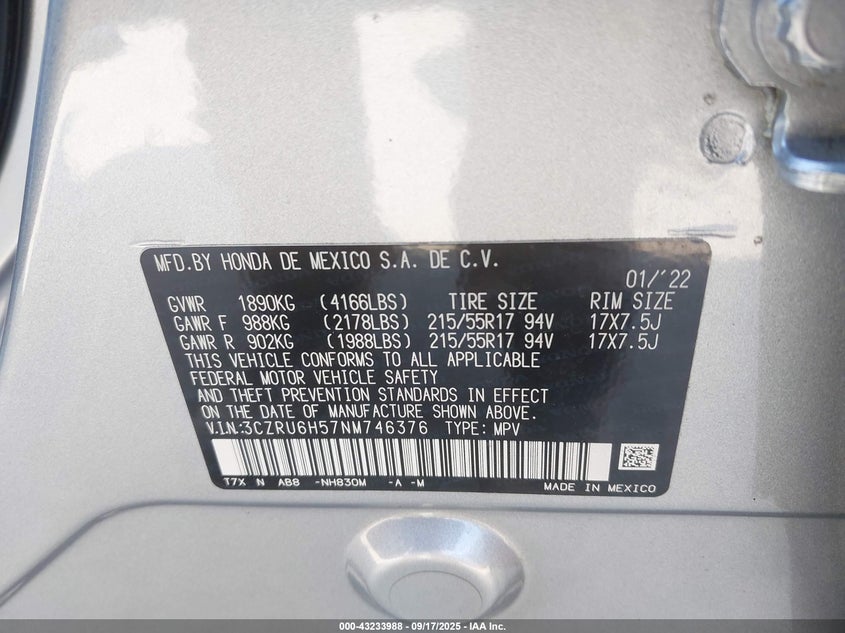 MFD.BY HONDA DE MEXICO S.A. DE C.V.
01/'22
GVWR 1890KG (4166LBS) TIRE SIZE RIM SIZE
GAWR F 988KG (2178LBS) 215/55R17 94V 17X7.5J
GAWR R 902KG (1988LBS) 215/55R17 94V 17X7.5J
THIS VEHICLE CONFORMS TO ALL APPLICABLE
FEDERAL MOTOR VEHICLE SAFETY
AND THEFT PREVENTION STANDARDS IN EFFECT
ON THE DATE OF MANUFACTURE SHOWN ABOVE.
V.I.N:3CZRU6H57NM746376 TYPE: MPV
T7X N AB8 -NH830M -A -M
MADE IN MEXICO
000-43233988 - 09/17/2025 - IAA Inc.